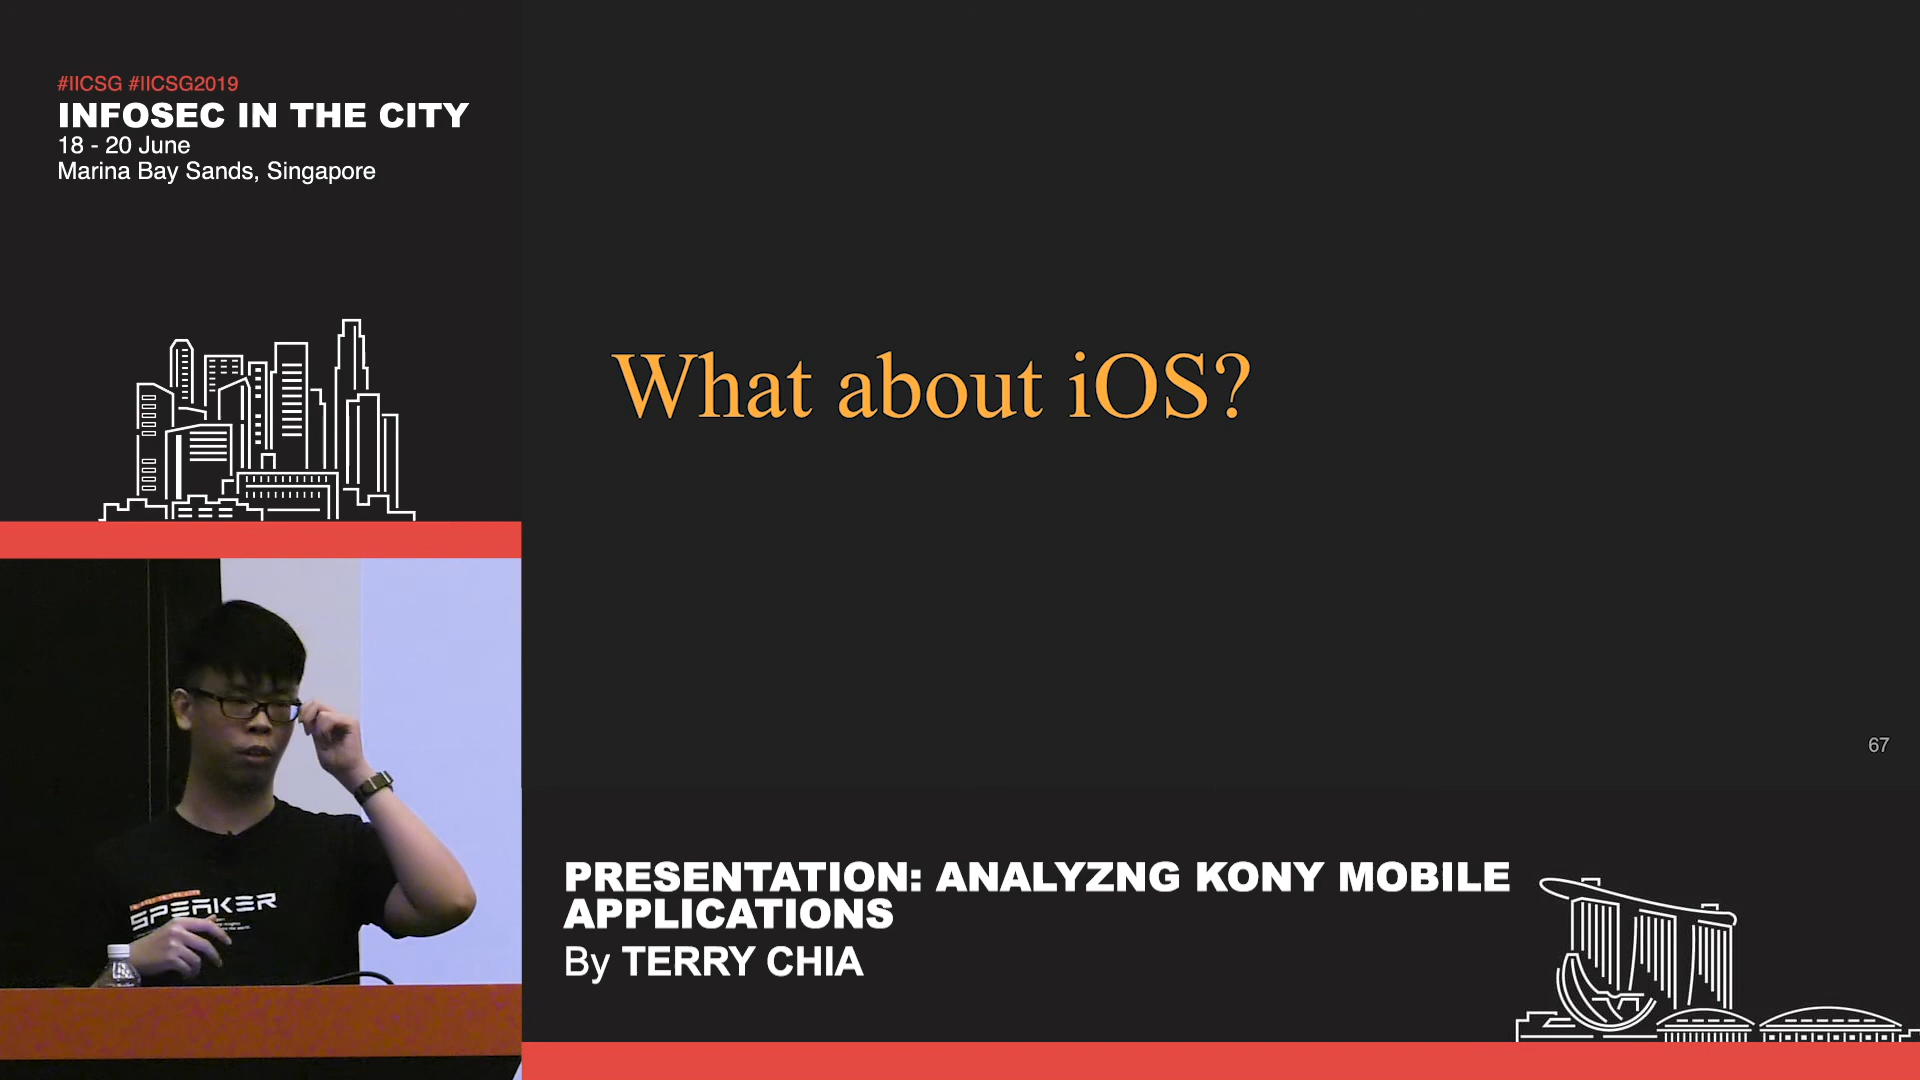 #IICSG #IICSG2019
INFOSEC IN THE CITY
18 - 20 June
Marina Bay Sands, Singapore
What about iOS?
67
SPEAKER
PRESENTATION: ANALYZNG KONY MOBILE
APPLICATIONS
By TERRY CHIA